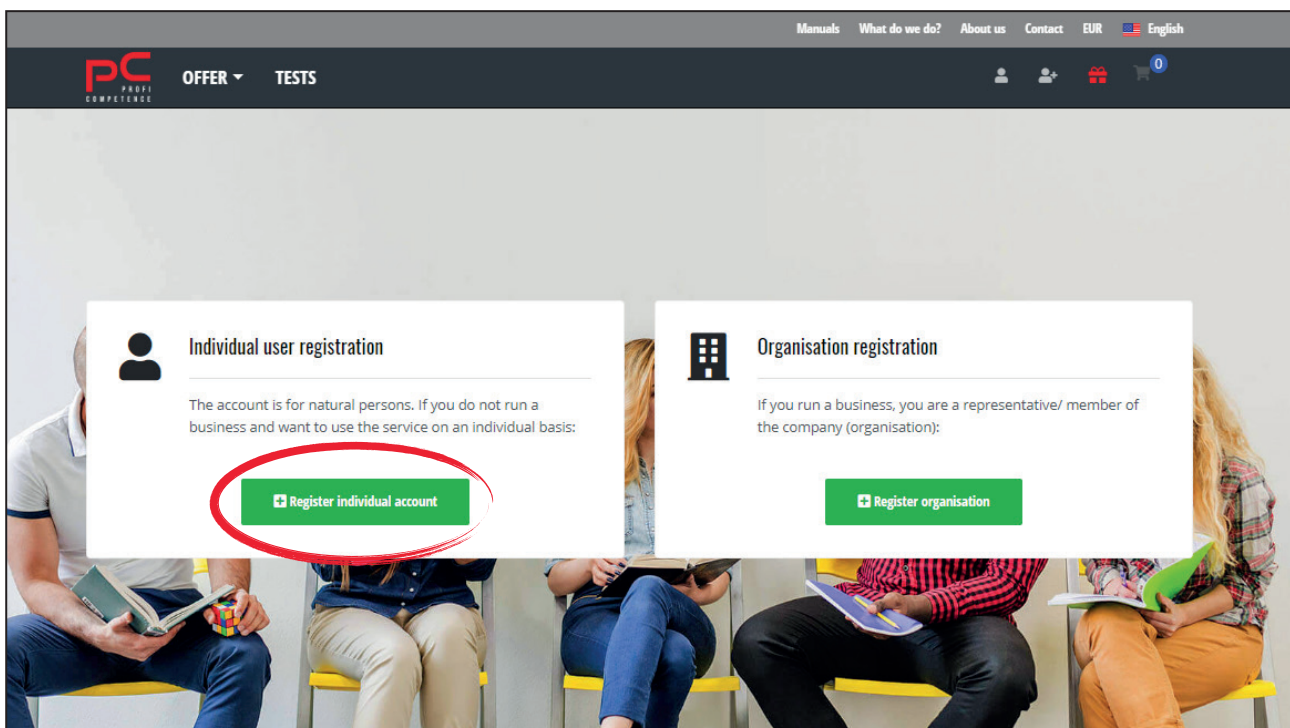 Manuals What do we do? About us Contact EUR English
PC
PROFI
COMPETENCE
OFFER TESTS
0
Individual user registration
The account is for natural persons. If you do not run a
business and want to use the service on an individual basis:
Register individual account
Organisation registration
If you run a business, you are a representative/ member of
the company (organisation):
Register organisation